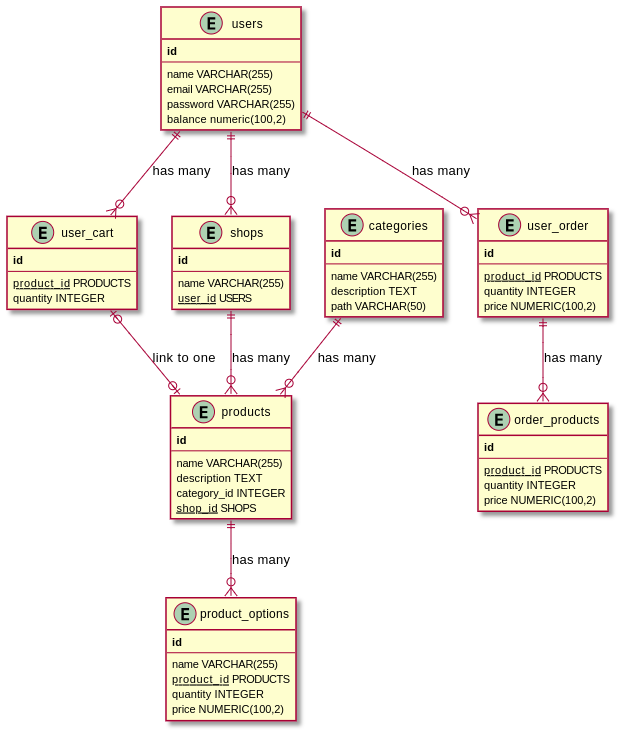 E users
id
name VARCHAR(255)
email VARCHAR(255)
password VARCHAR(255)
balance numeric(100,2)
has many
has many
has many
E user_cart
id
product_id PRODUCTS
quantity INTEGER
E shops
id
name VARCHAR(255)
user_id USERS
E categories
id
name VARCHAR(255)
description TEXT
path VARCHAR(50)
E user_order
id
product_id PRODUCTS
quantity INTEGER
price NUMERIC(100,2)
link to one
has many
has many
has many
E products
id
name VARCHAR(255)
description TEXT
category_id INTEGER
shop_id SHOPS
E order_products
id
product_id PRODUCTS
quantity INTEGER
price NUMERIC(100,2)
has many
E product_options
id
name VARCHAR(255)
product_id PRODUCTS
quantity INTEGER
price NUMERIC(100,2)